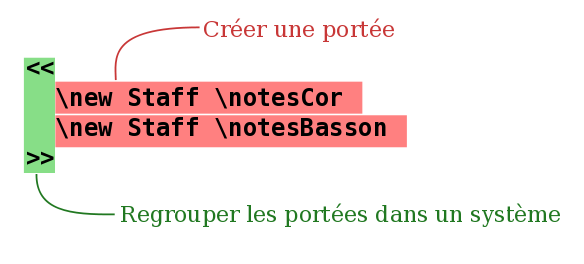 Créer une portée
<<
\new Staff \notesCor
\new Staff \notesBasson
>>
Regrouper les portées dans un système